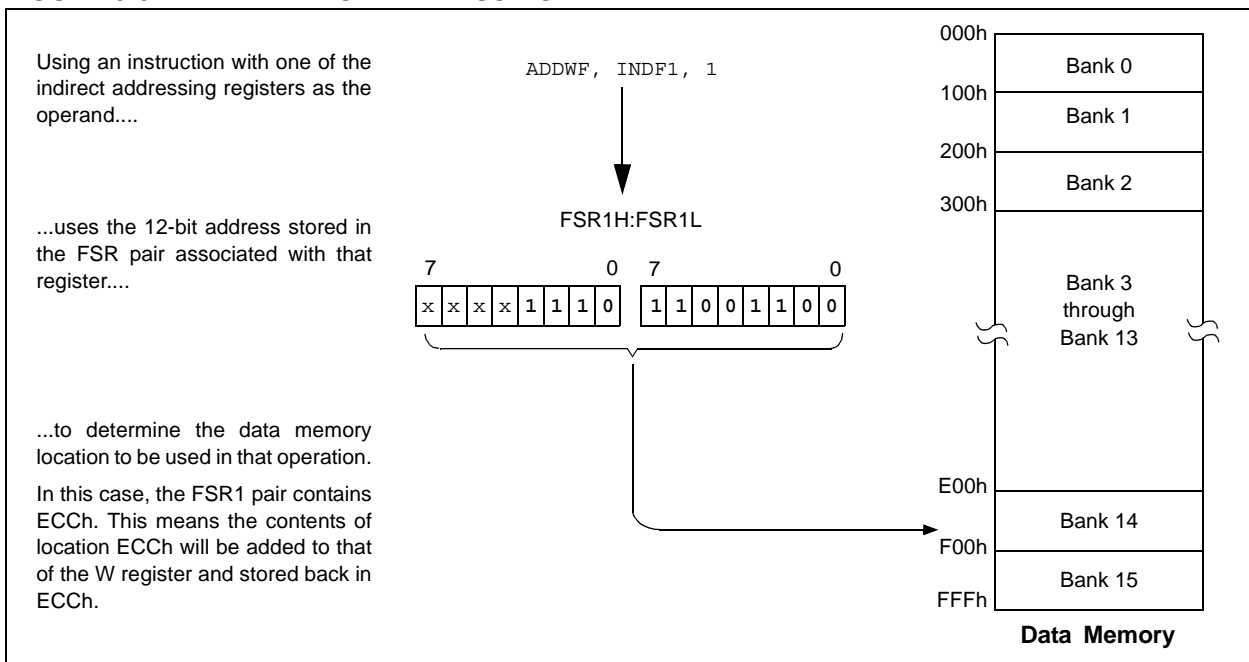 Using an instruction with one of the
indirect addressing registers as the
operand....
ADDWF, INDF1, 1
...uses the 12-bit address stored in
the FSR pair associated with that
register....
FSR1H:FSR1L
7 0 7 0
x x x x 1 1 1 0 1 1 0 0 1 1 0 0
...to determine the data memory
location to be used in that operation.
In this case, the FSR1 pair contains
ECCh. This means the contents of
location ECCh will be added to that
of the W register and stored back in
ECCh.
000h
Bank 0
100h
Bank 1
200h
Bank 2
300h
Bank 3
through
Bank 13
E00h
Bank 14
F00h
Bank 15
FFFh
Data Memory